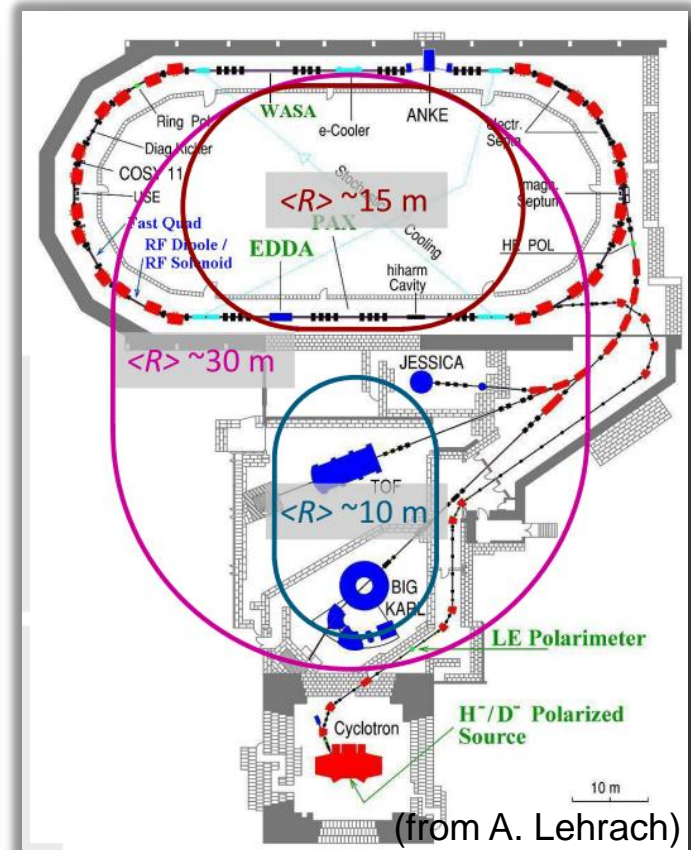 WASA
e-Cooler
ANKE
Ring Pol
electr.
Septa
Diag.Kicker
COSY 11
USE
Stoch
Cooling
magn.
Septum
<R> ~15 m
PAX
Fast Quad
RF Dipole /
RF Solenoid
EDDA
hiharm
Cavity
HE POL
<R> ~30 m
JESSICA
TOF
<R> ~10 m
BIG
KARL
LE Polarimeter
H⁻/D⁻ Polarized
Source
Cyclotron
10 m
(from A. Lehrach)